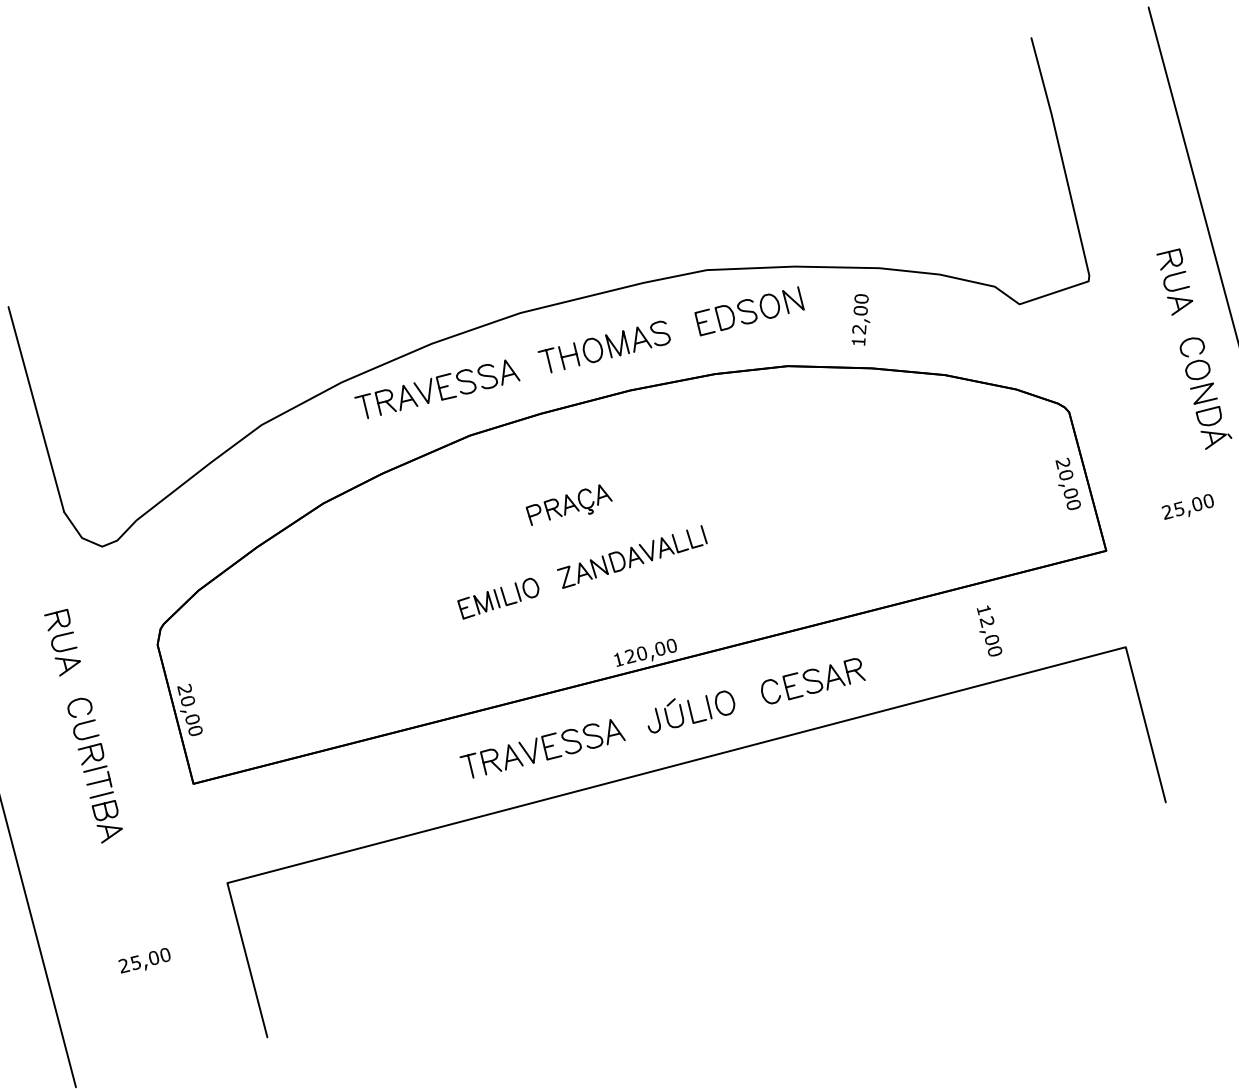 RUA CONDÁ
TRAVESSA THOMAS EDSON
12,00
20,00
25,00
PRAÇA
EMILIO ZANDAVALLI
120,00
12,00
RUA CURITIBA
20,00
TRAVESSA JÚLIO CESAR
25,00